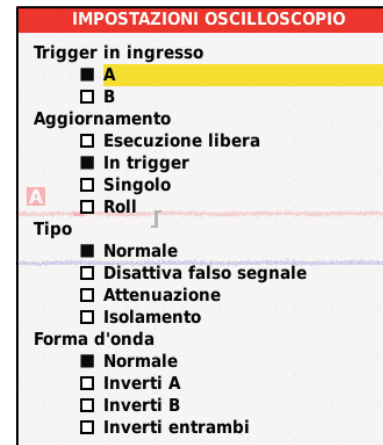 IMPOSTAZIONI OSCILLOSCOPIO
Trigger in ingresso
A
B
Aggiornamento
Esecuzione libera
In trigger
Singolo
A
Roll
Tipo
Normale
Disattiva falso segnale
Attenuazione
Isolamento
Forma d'onda
Normale
Inverti A
Inverti B
Inverti entrambi